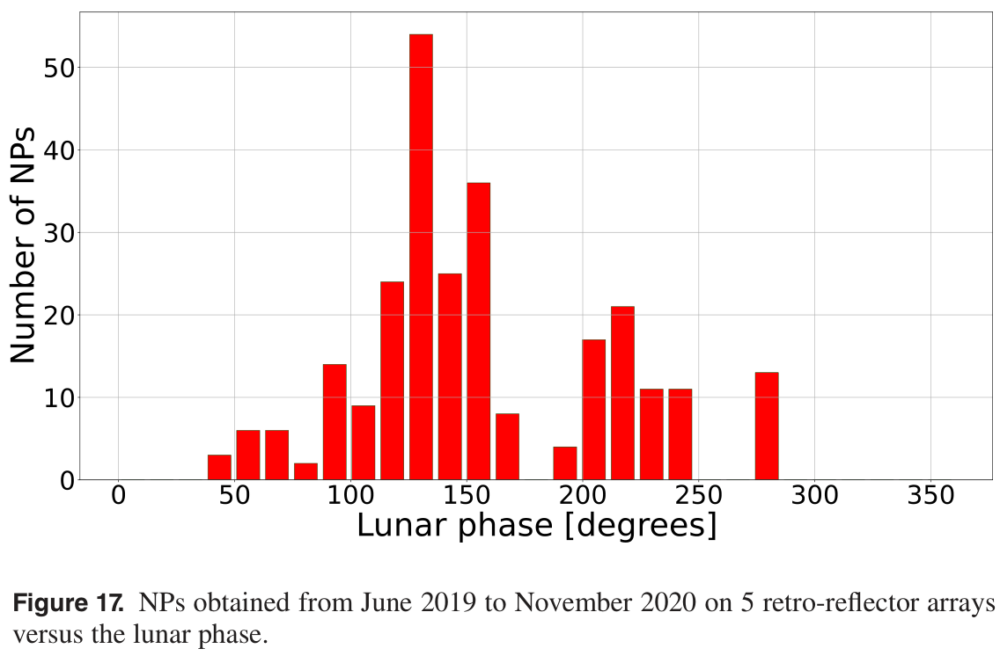 50
40
30
20
10
0
Number of NPs
0 50 100 150 200 250 300 350
Lunar phase [degrees]
Figure 17. NPs obtained from June 2019 to November 2020 on 5 retro-reflector arrays
versus the lunar phase.